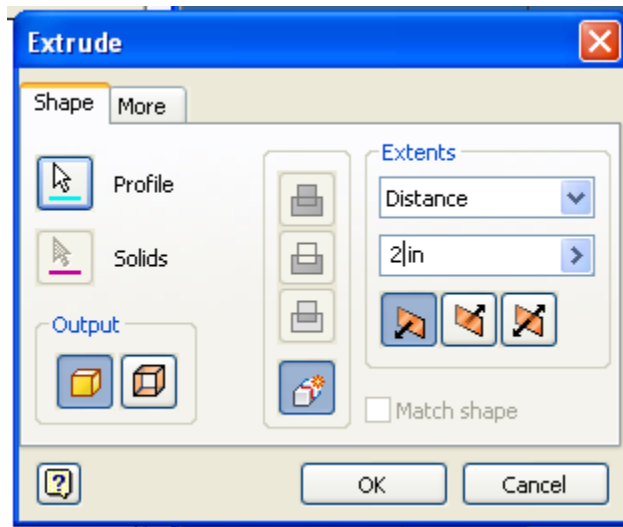 Extrude
Shape More
Profile
Solids
Output
Extents
Distance
2in
Match shape
OK Cancel